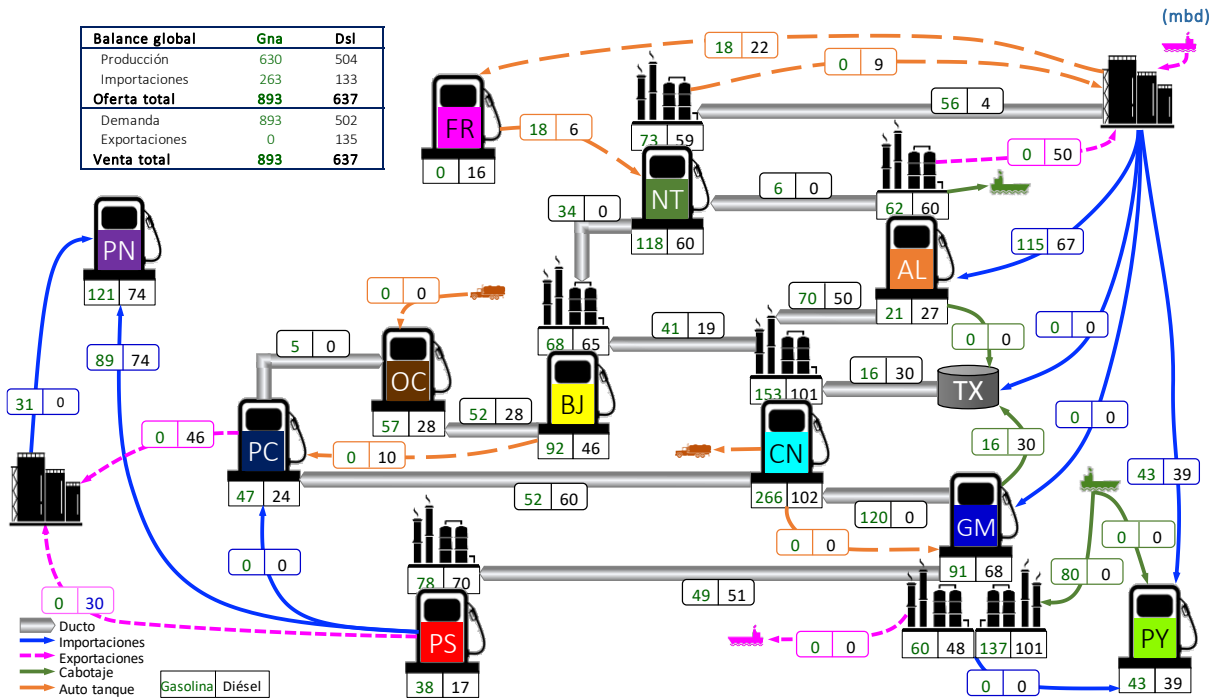 (mbd)
Balance global Gna Dsl
Producción 630 504
Importaciones 263 133
Oferta total 893 637
Demanda 893 502
Exportaciones 0 135
Venta total 893 637
18 22
0 9
56 4
FR
18 6
73 59
0 16
0 50
NT
6 0
62 60
34 0
118 60
PN
115 67
AL
121 74
0 0
70 50
21 27
0 0
0 0
41 19
68 65
5 0
89 74
OC
16 30
TX
153 101
BJ
31 0
52 28
57 28
0 46
PC
0 10
92 46
CN
0 0
16 30
43 39
47 24
52 60
266 102
120 0
GM
0 0
0 0
0 0
91 68
80 0
78 70
49 51
0 30
PS
0 0
60 48
137 101
PY
Ducto
Importaciones
Exportaciones
Cabotaje
Auto tanque
Gasolina Diésel
38 17
0 0
43 39